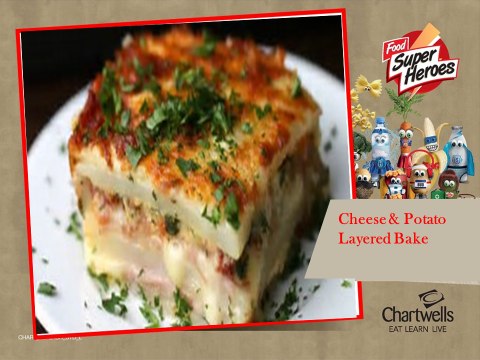 Food
Super
Heroes
Cheese & Potato
Layered Bake
Chartwells
EAT LEARN LIVE